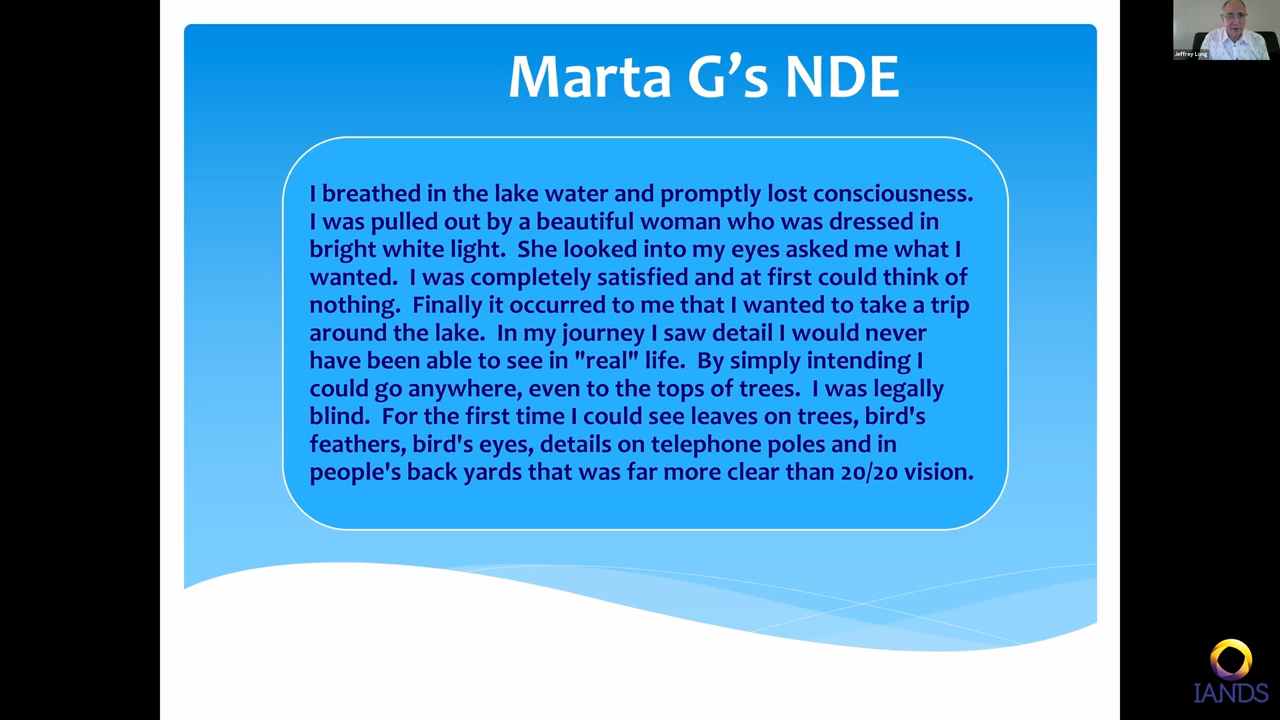 Marta G's NDE
I breathed in the lake water and promptly lost consciousness.
I was pulled out by a beautiful woman who was dressed in
bright white light.  She looked into my eyes asked me what I
wanted.  I was completely satisfied and at first could think of
nothing.  Finally it occurred to me that I wanted to take a trip
around the lake.  In my journey I saw detail I would never
have been able to see in "real" life.  By simply intending I
could go anywhere, even to the tops of trees.  I was legally
blind.  For the first time I could see leaves on trees, bird's
feathers, bird's eyes, details on telephone poles and in
people's back yards that was far more clear than 20/20 vision.
Jeffrey Long
IANDS